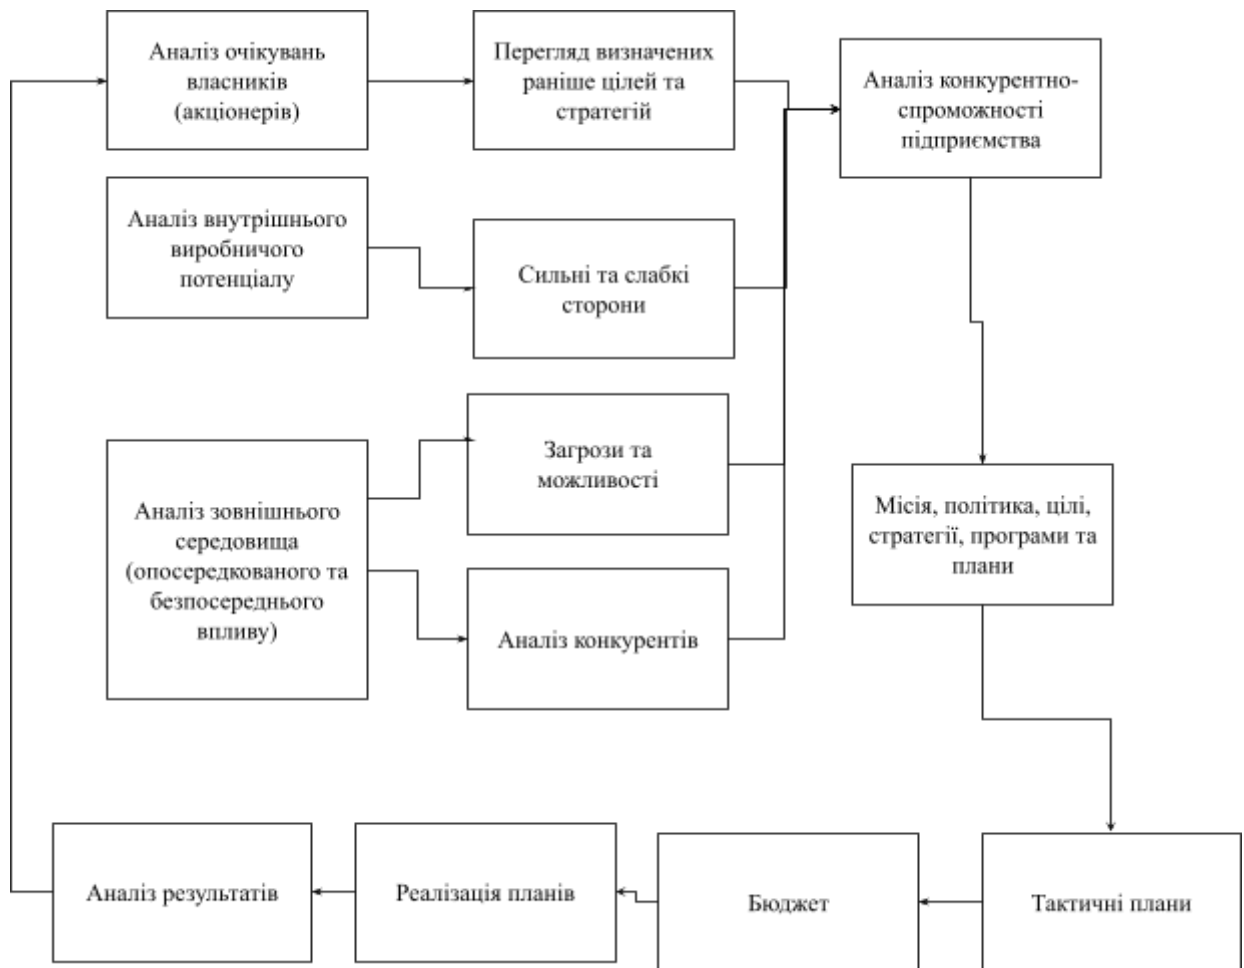 Аналіз очікувань
власників
(акціонерів)
Перегляд визначених
раніше цілей та
стратегій
Аналіз конкурентно-
спроможності
підприємства
Аналіз внутрішнього
виробничого
потенціалу
Сильні та слабкі
сторони
Загрози та
можливості
Аналіз зовнішнього
середовища
(опосередкованого та
безпосереднього
впливу)
Аналіз конкурентів
Місія, політика, цілі,
стратегії, програми та
плани
Аналіз результатів
Реалізація планів
Бюджет
Тактичні плани